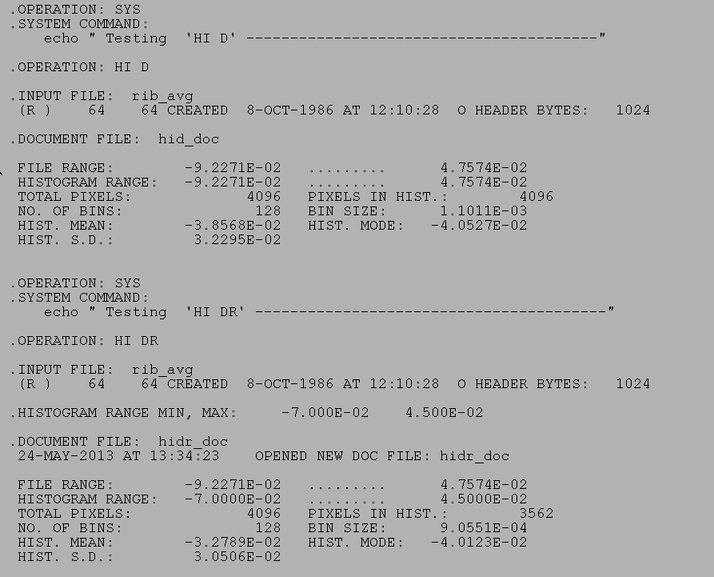 .OPERATION: SYS
.SYSTEM COMMAND:
echo " Testing 'HI D' ----------------------------------------"
.OPERATION: HI D
.INPUT FILE: rib_avg
(R ) 64 64 CREATED 8-OCT-1986 AT 12:10:28 O HEADER BYTES: 1024
.DOCUMENT FILE: hid_doc
FILE RANGE: -9.2271E-02 ......... 4.7574E-02
HISTOGRAM RANGE: -9.2271E-02 ......... 4.7574E-02
TOTAL PIXELS: 4096 PIXELS IN HIST.: 4096
NO. OF BINS: 128 BIN SIZE: 1.1011E-03
HIST. MEAN: -3.8568E-02 HIST. MODE: -4.0527E-02
HIST. S.D.: 3.2295E-02
.OPERATION: SYS
.SYSTEM COMMAND:
echo " Testing 'HI DR' ----------------------------------------"
.OPERATION: HI DR
.INPUT FILE: rib_avg
(R ) 64 64 CREATED 8-OCT-1986 AT 12:10:28 O HEADER BYTES: 1024
.HISTOGRAM RANGE MIN, MAX: -7.000E-02 4.500E-02
.DOCUMENT FILE: hidr_doc
24-MAY-2013 AT 13:34:23 OPENED NEW DOC FILE: hidr_doc
FILE RANGE: -9.2271E-02 ......... 4.7574E-02
HISTOGRAM RANGE: -7.0000E-02 ......... 4.5000E-02
TOTAL PIXELS: 4096 PIXELS IN HIST.: 3562
NO. OF BINS: 128 BIN SIZE: 9.0551E-04
HIST. MEAN: -3.2789E-02 HIST. MODE: -4.0123E-02
HIST. S.D.: 3.0506E-02